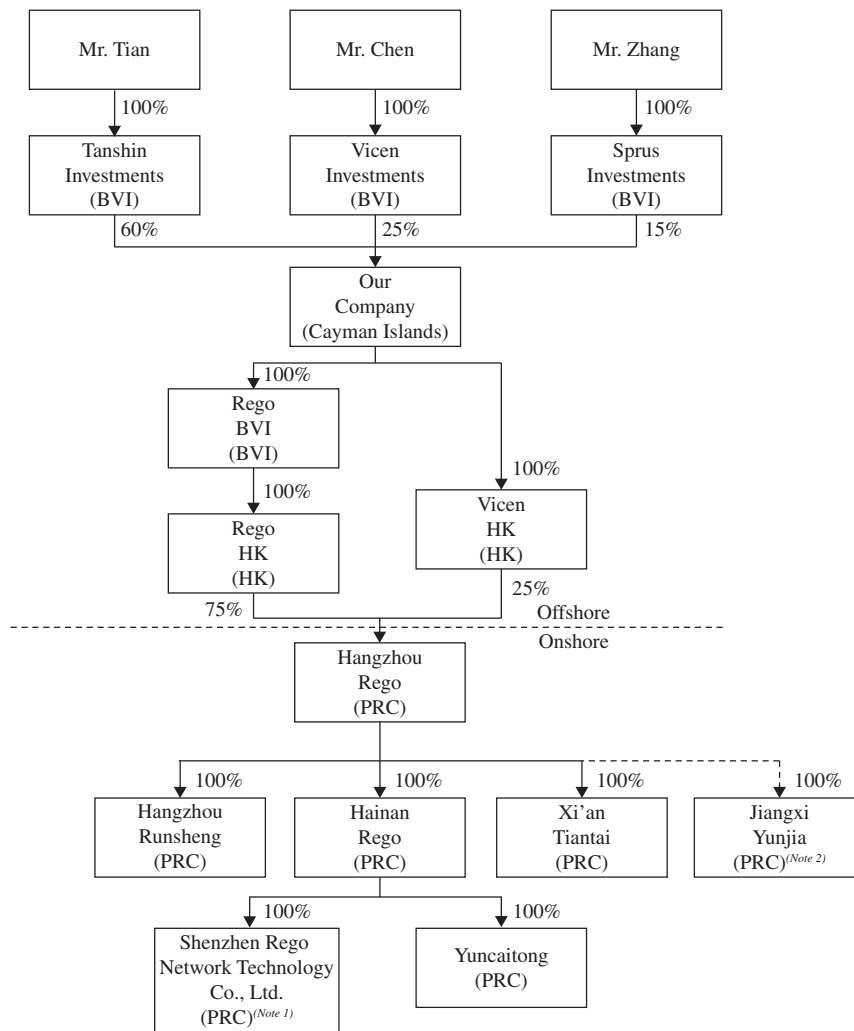 Mr. Tian
Mr. Chen
Mr. Zhang
100%
100%
100%
Tanshin
Investments
(BVI)
Vicen
Investments
(BVI)
Sprus
Investments
(BVI)
60%
25%
15%
Our
Company
(Cayman Islands)
100%
Rego
BVI
(BVI)
100%
100%
Rego
HK
(HK)
Vicen
HK
(HK)
75%
25%
Offshore
Onshore
Hangzhou
Rego
(PRC)
100%
100%
100%
100%
Hangzhou
Runsheng
(PRC)
Hainan
Rego
(PRC)
Xi’an
Tiantai
(PRC)
Jiangxi
Yunjia
(PRC)(Note 2)
100%
100%
Shenzhen Rego
Network Technology
Co., Ltd.
(PRC)(Note 1)
Yuncaitong
(PRC)